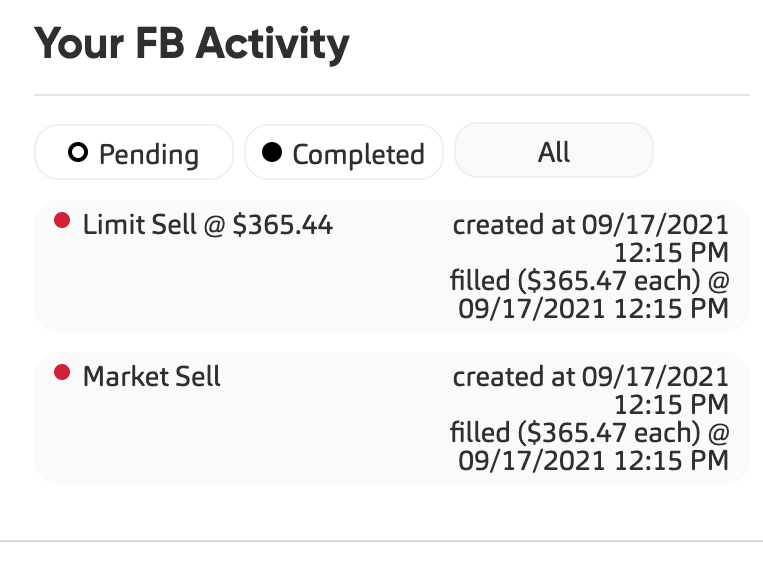 Your FB Activity
Pending
Completed
All
Limit Sell @ $365.44
created at 09/17/2021
12:15 PM
filled ($365.47 each) @
09/17/2021 12:15 PM
Market Sell
created at 09/17/2021
12:15 PM
filled ($365.47 each) @
09/17/2021 12:15 PM